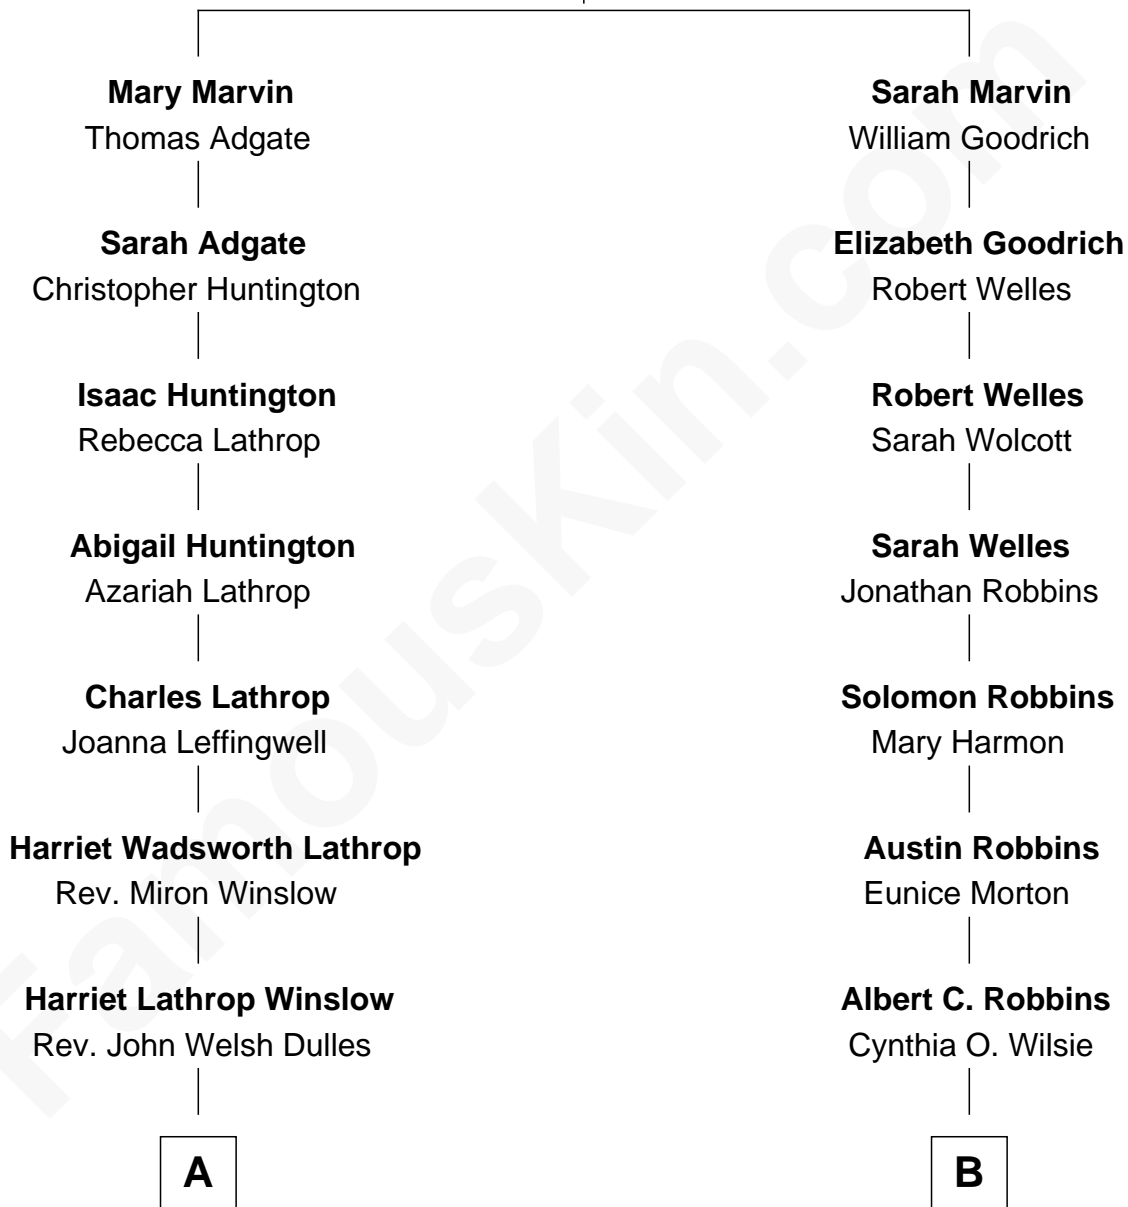 Mary Marvin
Thomas Adgate
Sarah Adgate
Christopher Huntington
Isaac Huntington
Rebecca Lathrop
Abigail Huntington
Azariah Lathrop
Charles Lathrop
Joanna Leffingwell
Harriet Wadsworth Lathrop
Rev. Miron Winslow
Harriet Lathrop Winslow
Rev. John Welsh Dulles
A
Sarah Marvin
William Goodrich
Elizabeth Goodrich
Robert Welles
Robert Welles
Sarah Wolcott
Sarah Welles
Jonathan Robbins
Solomon Robbins
Mary Harmon
Austin Robbins
Eunice Morton
Albert C. Robbins
Cynthia O. Wilsie
B
FamousKin.com